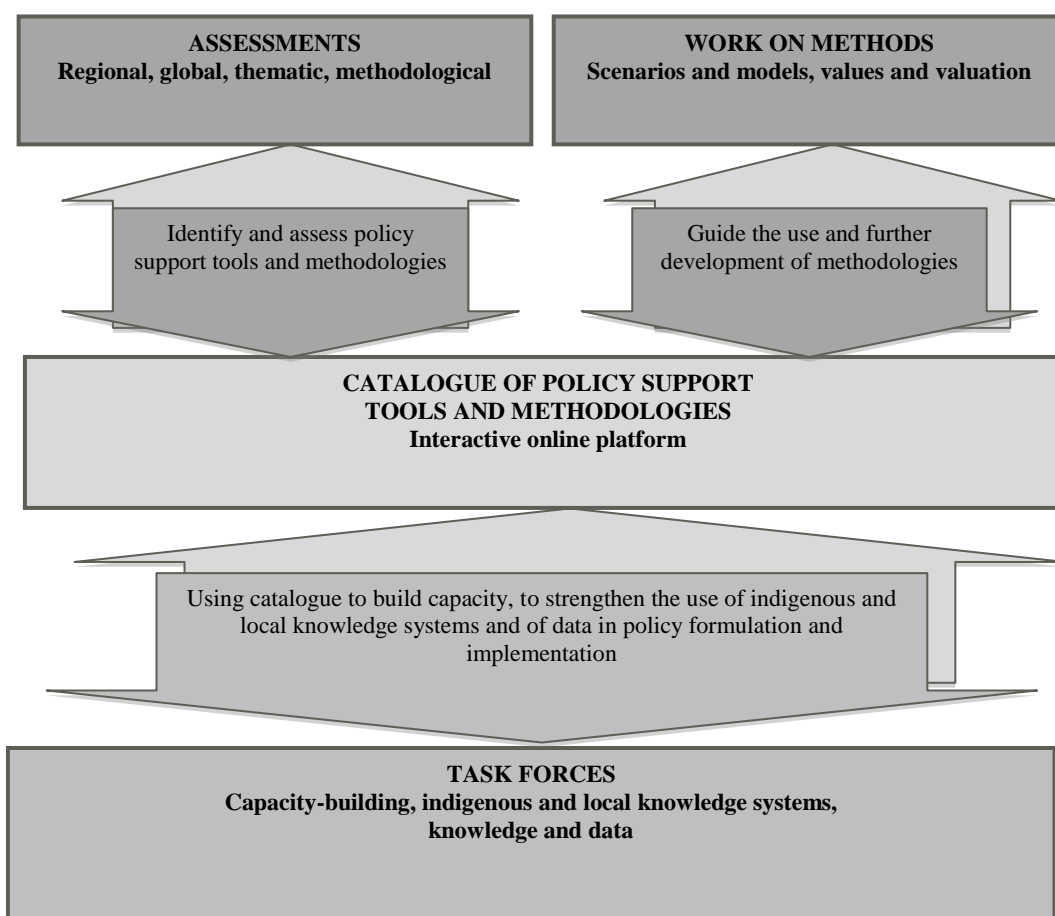 ASSESSMENTS
Regional, global, thematic, methodological
WORK ON METHODS
Scenarios and models, values and valuation
Identify and assess policy
support tools and methodologies
Guide the use and further
development of methodologies
CATALOGUE OF POLICY SUPPORT
TOOLS AND METHODOLOGIES
Interactive online platform
Using catalogue to build capacity, to strengthen the use of indigenous and
local knowledge systems and of data in policy formulation and
implementation
TASK FORCES
Capacity-building, indigenous and local knowledge systems,
knowledge and data